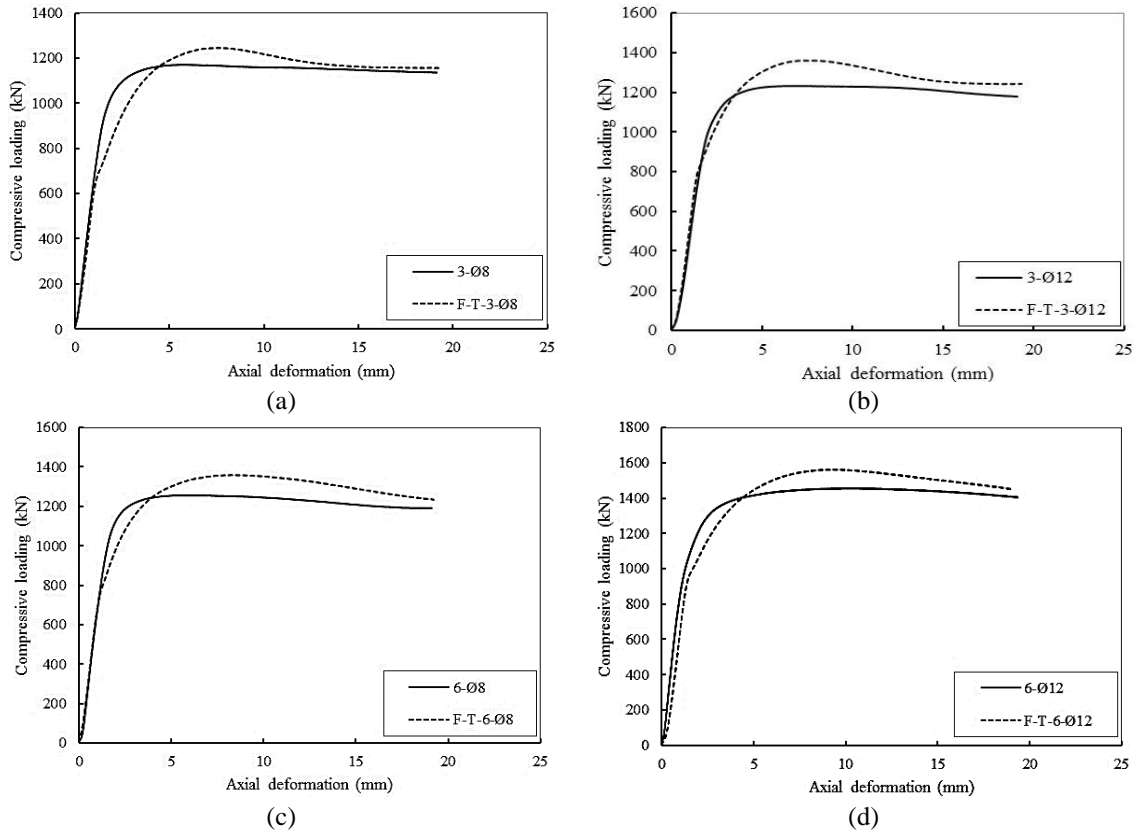 1400
1200
1000
800
600
400
200
0
Compressive loading (kN)
3-Ø8
F-T-3-Ø8
0 5 10 15 20 25
Axial deformation (mm)
(a)
1600
1400
1200
1000
800
600
400
200
0
Compressive loading (kN)
3-Ø12
F-T-3-Ø12
0 5 10 15 20 25
Axial deformation (mm)
(b)
1600
1400
1200
1000
800
600
400
200
0
Compressive loading (kN)
6-Ø8
F-T-6-Ø8
0 5 10 15 20 25
Axial deformation (mm)
(c)
1800
1600
1400
1200
1000
800
600
400
200
0
Compressive loading (kN)
6-Ø12
F-T-6-Ø12
0 5 10 15 20 25
Axial deformation (mm)
(d)